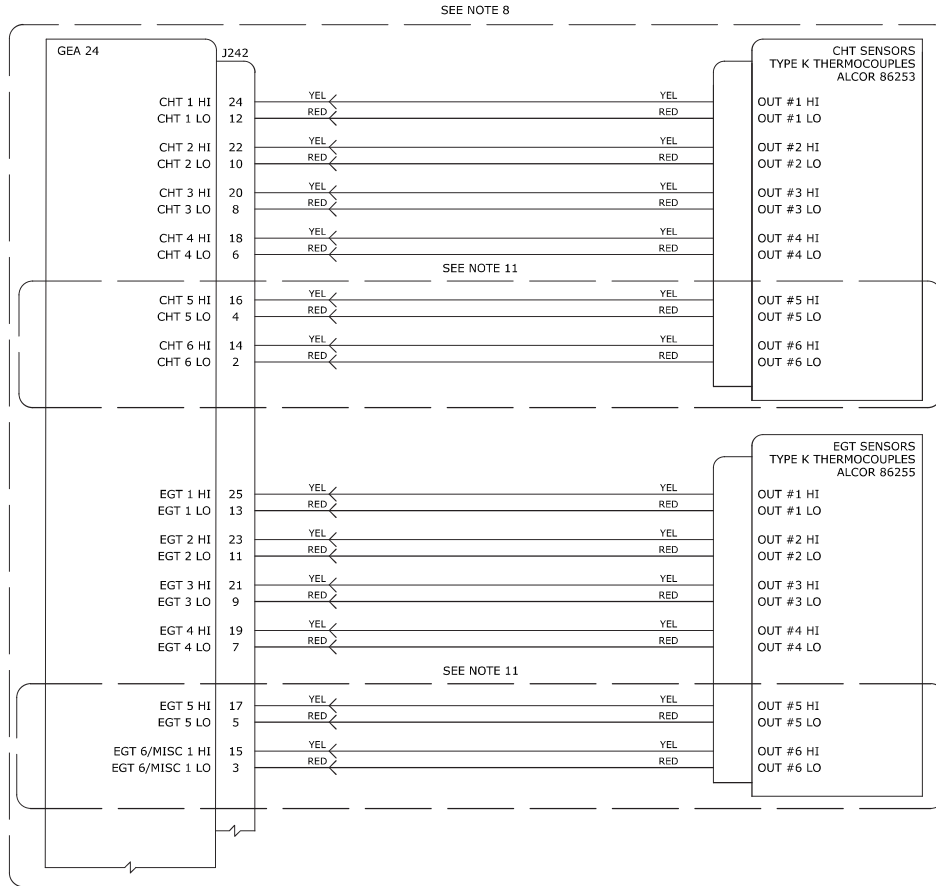 SEE NOTE 8
GEA 24
J242
CHT SENSORS
TYPE K THERMOCOUPLES
ALCOR 86253
CHT 1 HI 24 YEL YEL OUT #1 HI
CHT 1 LO 12 RED RED OUT #1 LO
CHT 2 HI 22 YEL YEL OUT #2 HI
CHT 2 LO 10 RED RED OUT #2 LO
CHT 3 HI 20 YEL YEL OUT #3 HI
CHT 3 LO 8 RED RED OUT #3 LO
CHT 4 HI 18 YEL YEL OUT #4 HI
CHT 4 LO 6 RED RED OUT #4 LO
SEE NOTE 11
CHT 5 HI 16 YEL YEL OUT #5 HI
CHT 5 LO 4 RED RED OUT #5 LO
CHT 6 HI 14 YEL YEL OUT #6 HI
CHT 6 LO 2 RED RED OUT #6 LO
EGT SENSORS
TYPE K THERMOCOUPLES
ALCOR 86255
EGT 1 HI 25 YEL YEL OUT #1 HI
EGT 1 LO 13 RED RED OUT #1 LO
EGT 2 HI 23 YEL YEL OUT #2 HI
EGT 2 LO 11 RED RED OUT #2 LO
EGT 3 HI 21 YEL YEL OUT #3 HI
EGT 3 LO 9 RED RED OUT #3 LO
EGT 4 HI 19 YEL YEL OUT #4 HI
EGT 4 LO 7 RED RED OUT #4 LO
SEE NOTE 11
EGT 5 HI 17 YEL YEL OUT #5 HI
EGT 5 LO 5 RED RED OUT #5 LO
EGT 6/MISC 1 HI 15 YEL YEL OUT #6 HI
EGT 6/MISC 1 LO 3 RED RED OUT #6 LO